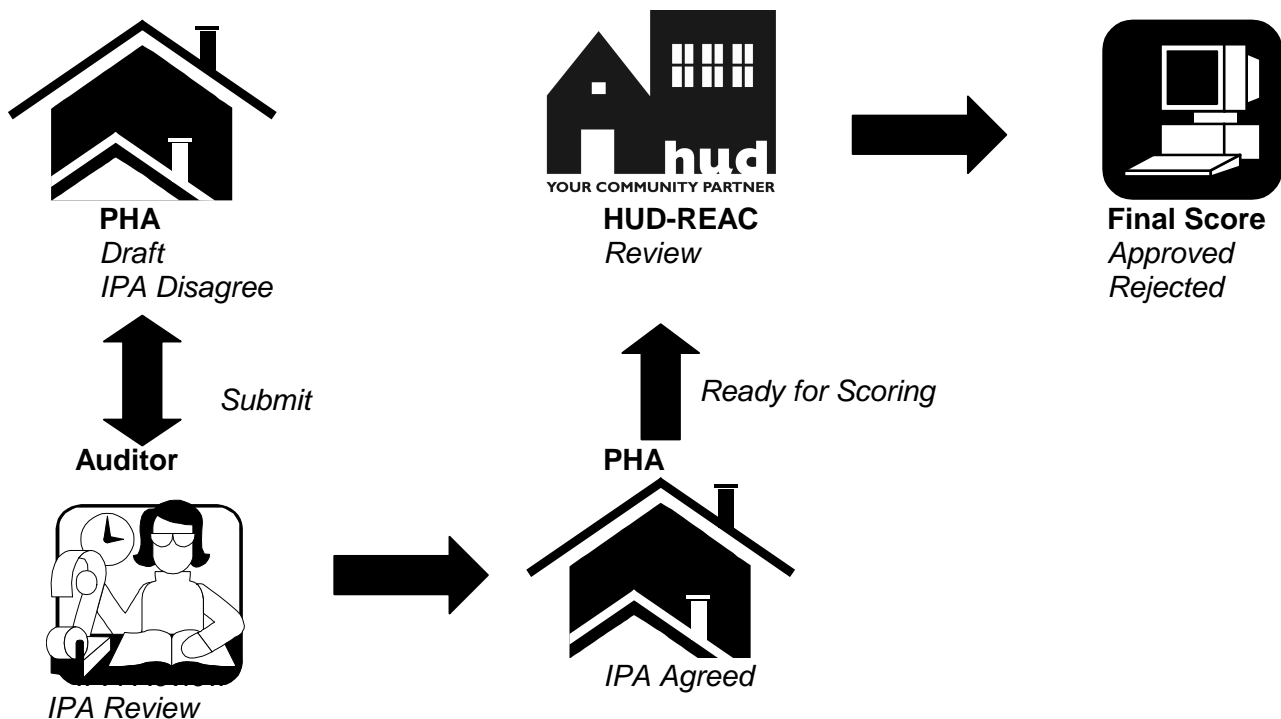 PHA
Draft
IPA Disagree
hud
YOUR COMMUNITY PARTNER
HUD-REAC
Review
Final Score
Approved
Rejected
Submit
Ready for Scoring
Auditor
IPA Review
PHA
IPA Agreed